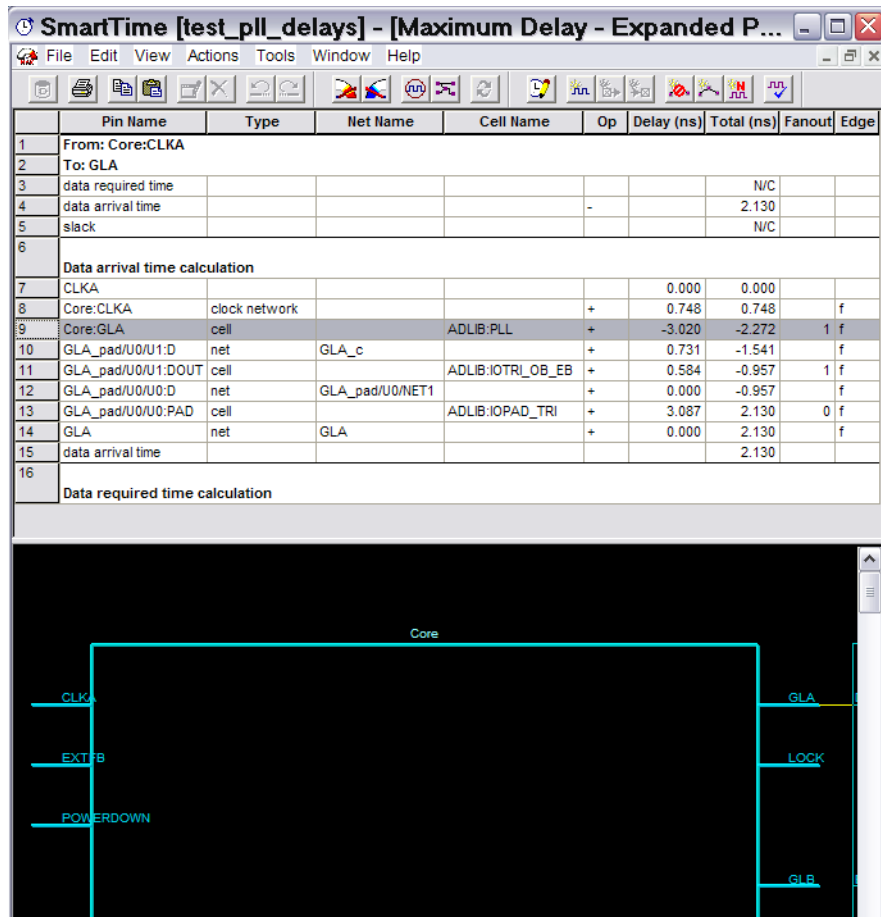 SmartTime [test_pll_delays] - [Maximum Delay - Expanded P...
File Edit View Actions Tools Window Help
Pin Name Type Net Name Cell Name Op Delay (ns) Total (ns) Fanout Edge
1 From: Core:CLKA
2 To: GLA
3 data required time N/C
4 data arrival time - 2.130
5 slack N/C
6
Data arrival time calculation
7 CLKA 0.000 0.000
8 Core:CLKA clock network + 0.748 0.748 f
9 Core:GLA cell ADLIB:PLL + -3.020 -2.272 1 f
10 GLA_pad/U0/U1:D net GLA_c + 0.731 -1.541 f
11 GLA_pad/U0/U1:DOUT cell ADLIB:IOTRI_OB_EB + 0.584 -0.957 1 f
12 GLA_pad/U0/U0:D net GLA_pad/U0/NET1 + 0.000 -0.957 f
13 GLA_pad/U0/U0:PAD cell ADLIB:IOPAD_TRI + 3.087 2.130 0 f
14 GLA net GLA + 0.000 2.130 f
15 data arrival time 2.130
16
Data required time calculation
Core
CLKA GLA
EXTFB LOCK
POWERDOWN
GLB